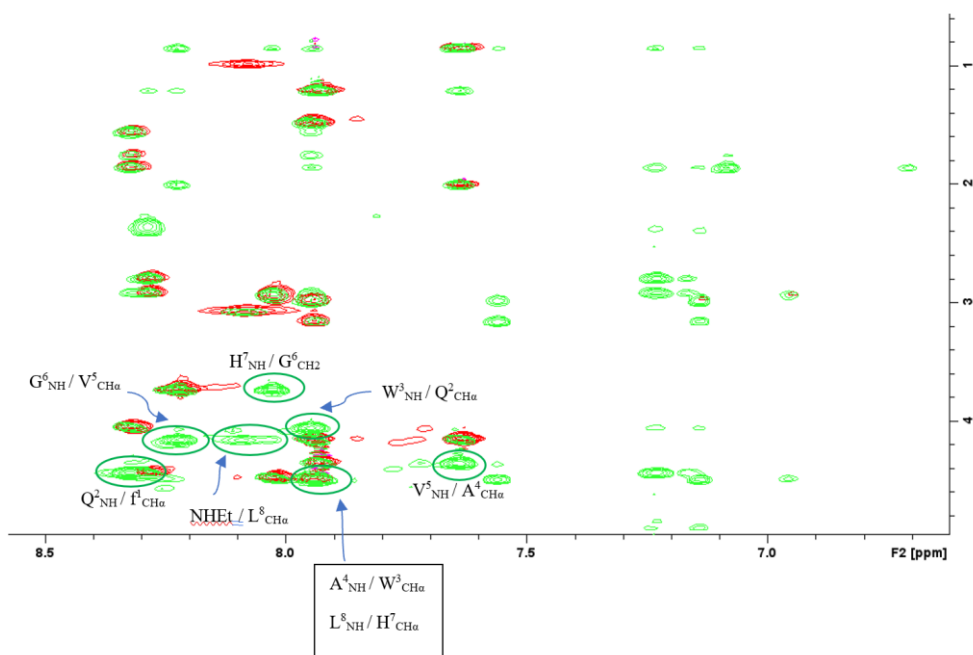 1
2
3
4
H⁷NH / G⁶CH2
G⁶NH / V⁵CHα
W³NH / Q²CHα
Q²NH / f¹CHα
V⁵NH / A⁴CHα
NHEt / L⁸CHα
8.5 8.0 7.5 7.0 F2 [ppm]
A⁴NH / W³CHα
L⁸NH / H⁷CHα